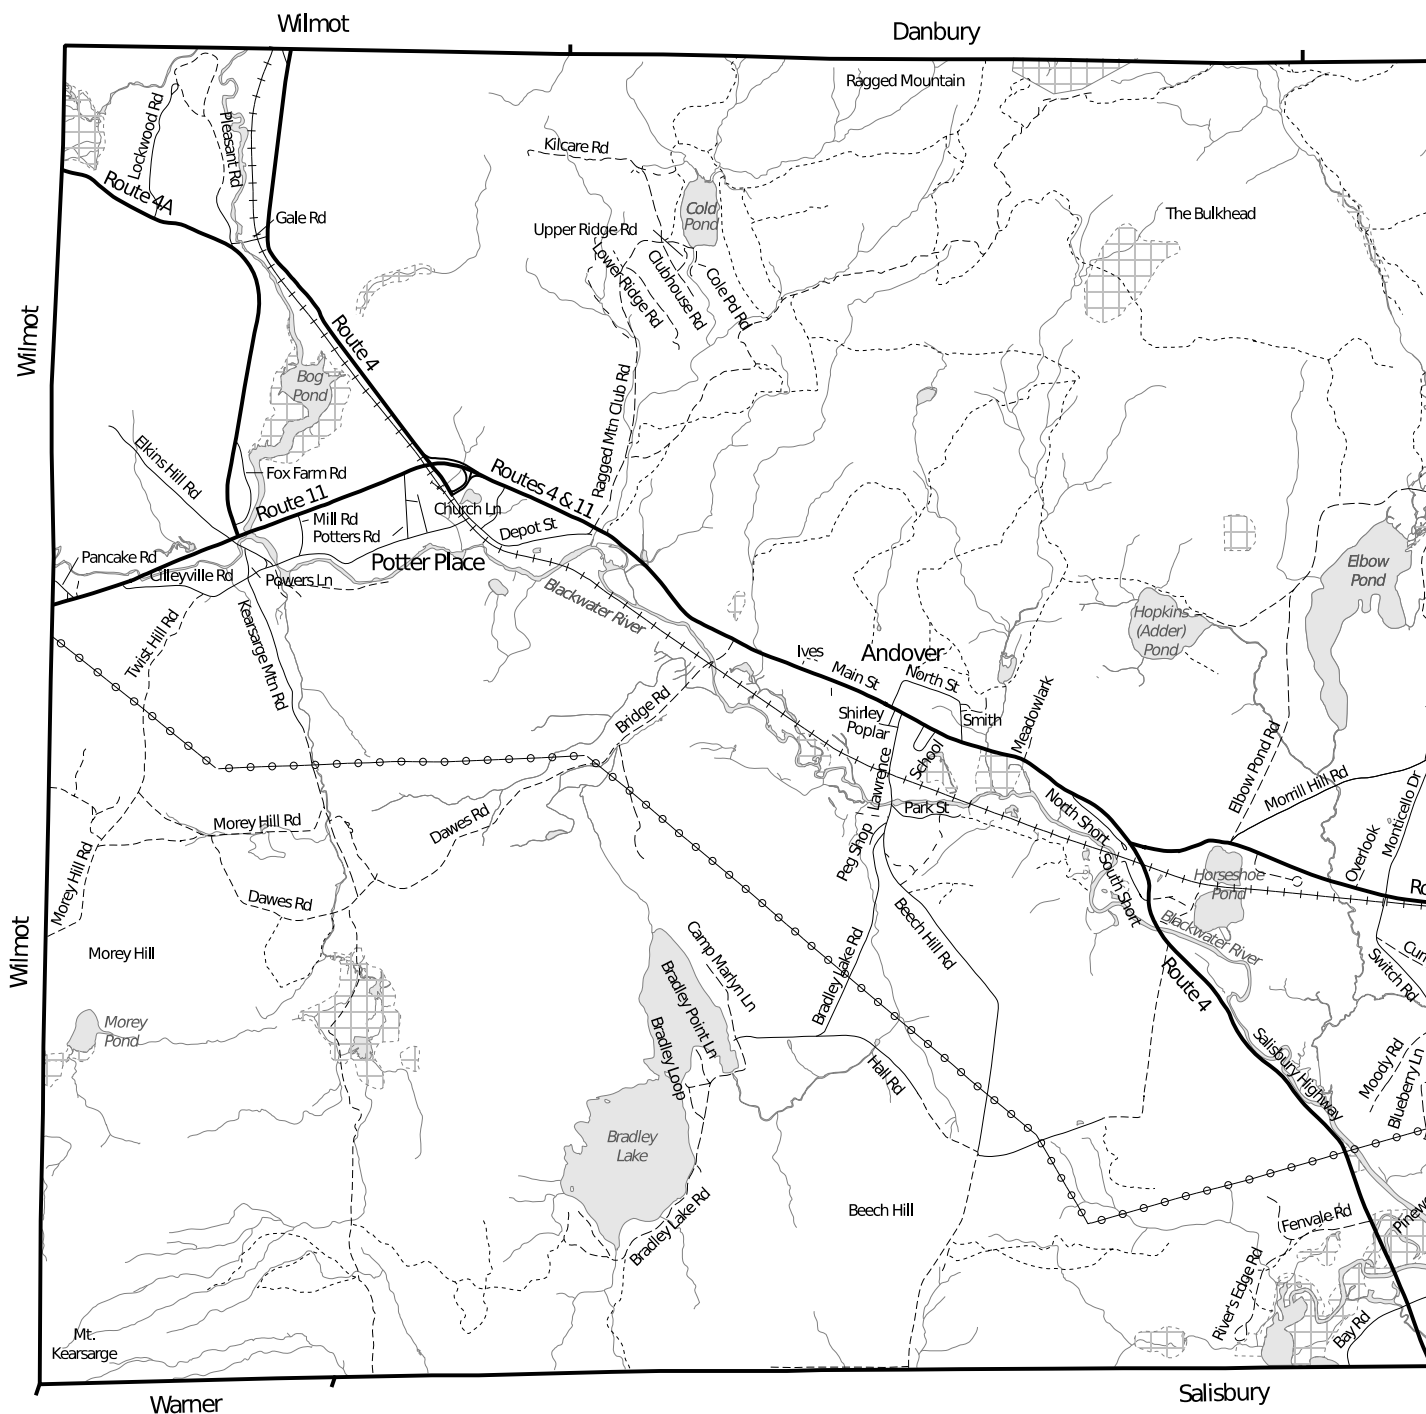 Wilmot
Danbury
Ragged Mountain
Lockwood Rd
Pleasant Rd
Kilcare Rd
Route 4A
Gale Rd
Cold
Pond
The Bulkhead
Upper Ridge Rd
Lower Ridge Rd
Clubhouse Rd
Cole Pd Rd
Wilmot
Route 4
Bog
Pond
Ragged Mtn Club Rd
Elkins Hill Rd
Fox Farm Rd
Route 11
Routes 4 & 11
Church Ln
Mill Rd
Potters Rd
Depot St
Pancake Rd
Cilleyville Rd
Powers Ln
Potter Place
Blackwater River
Elbow
Pond
Hopkins
(Adder)
Pond
Twist Hill Rd
Kearsarge Mtn Rd
Ives
Andover
Main St
North St
Bridge Rd
Shirley
Poplar
Smith
School
Meadowlark
Lawrence
Elbow Pond Rd
Morrill Hill Rd
Monticello Dr
Overlook
Park St
North Short
South Short
Morey Hill Rd
Dawes Rd
Peg Shop
Morey Hill Rd
Dawes Rd
Horseshoe
Pond
Ro
Wilmot
Morey Hill
Camp Marlyn Ln
Beech Hill Rd
Bradley Lake Rd
Blackwater River
Route 4
Switch Rd
Curr
Bradley Point Ln
Bradley Loop
Morey
Pond
Hall Rd
Salisbury Highway
Moody Rd
Blueberry Ln
Bradley
Lake
Beech Hill
Bradley Lake Rd
Fenvale Rd
Pinewo
River's Edge Rd
Bay Rd
Mt.
Kearsarge
Warner
Salisbury